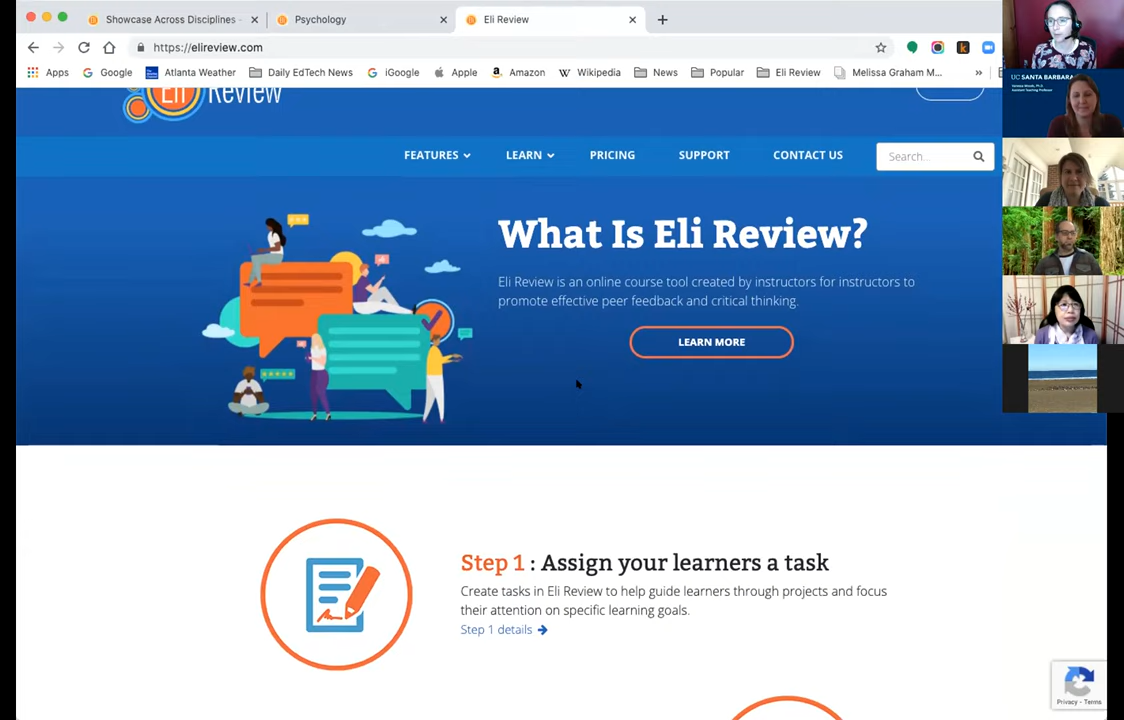 Showcase Across Disciplines
Psychology
Eli Review
https://elireview.com
Apps Google Atlanta Weather Daily EdTech News iGoogle Apple Amazon Wikipedia News Popular Eli Review Melissa Graham M... »
Eli Review
FEATURES LEARN PRICING SUPPORT CONTACT US Search...
What Is Eli Review?
Eli Review is an online course tool created by instructors for instructors to
promote effective peer feedback and critical thinking.
LEARN MORE
Step 1 : Assign your learners a task
Create tasks in Eli Review to help guide learners through projects and focus
their attention on specific learning goals.
Step 1 details
Privacy - Terms
UC SANTA BARBARA